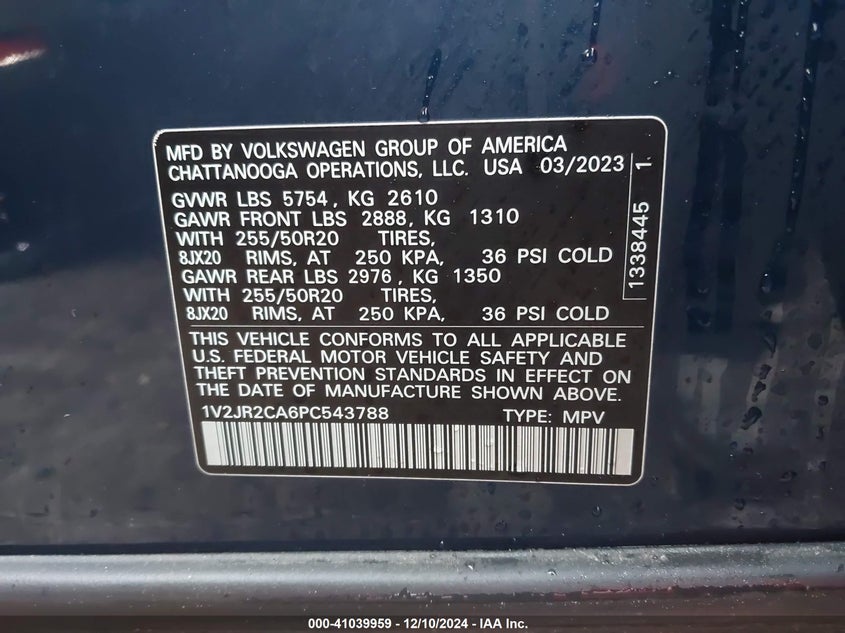 MFD BY VOLKSWAGEN GROUP OF AMERICA
CHATTANOOGA OPERATIONS, LLC. USA 03/2023
GVWR LBS 5754, KG 2610
GAWR FRONT LBS 2888, KG 1310
WITH 255/50R20 TIRES,
8JX20 RIMS, AT 250 KPA, 36 PSI COLD
GAWR REAR LBS 2976, KG 1350
WITH 255/50R20 TIRES,
8JX20 RIMS, AT 250 KPA, 36 PSI COLD
1338445 1
THIS VEHICLE CONFORMS TO ALL APPLICABLE
U.S. FEDERAL MOTOR VEHICLE SAFETY AND
THEFT PREVENTION STANDARDS IN EFFECT ON
THE DATE OF MANUFACTURE SHOWN ABOVE.
1V2JR2CA6PC543788 TYPE: MPV
000-41039959 - 12/10/2024 - IAA Inc.